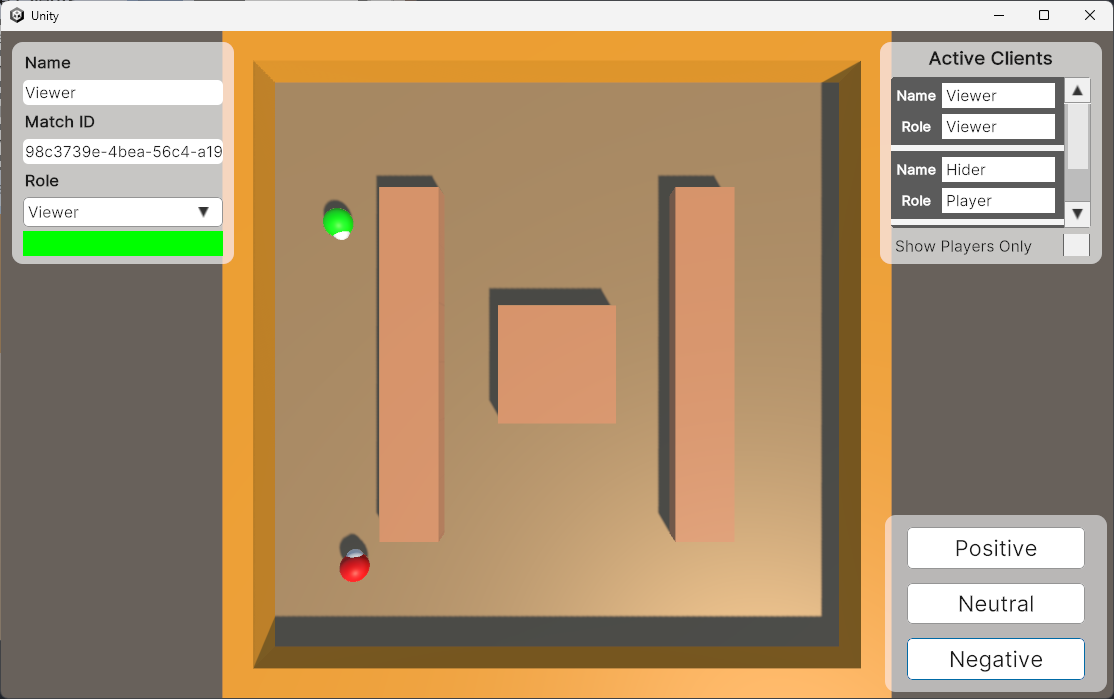 Unity
Name
Viewer
Match ID
98c3739e-4bea-56c4-a19
Role
Viewer
Active Clients
Name Viewer
Role Viewer
Name Hider
Role Player
Show Players Only
Positive
Neutral
Negative